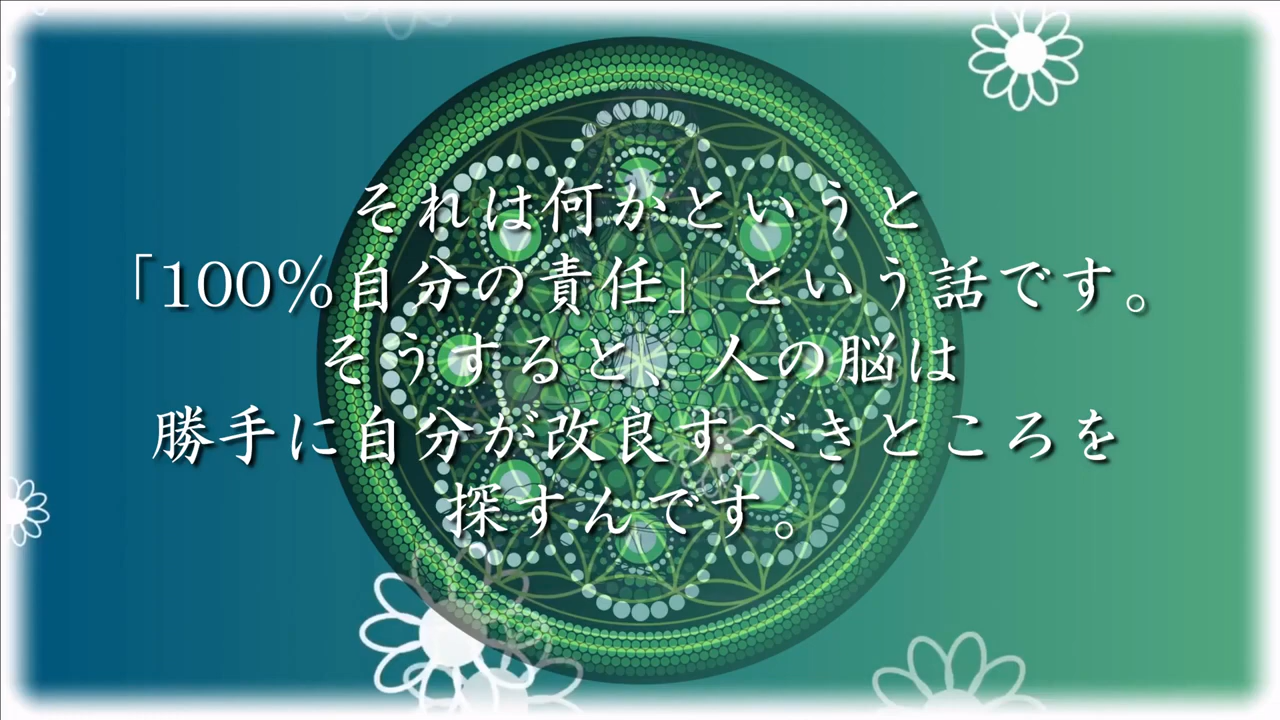 それは何かというと
「100％自分の責任」という話です。
そうすると、人の脳は
勝手に自分が改良すべきところを
探すんです。